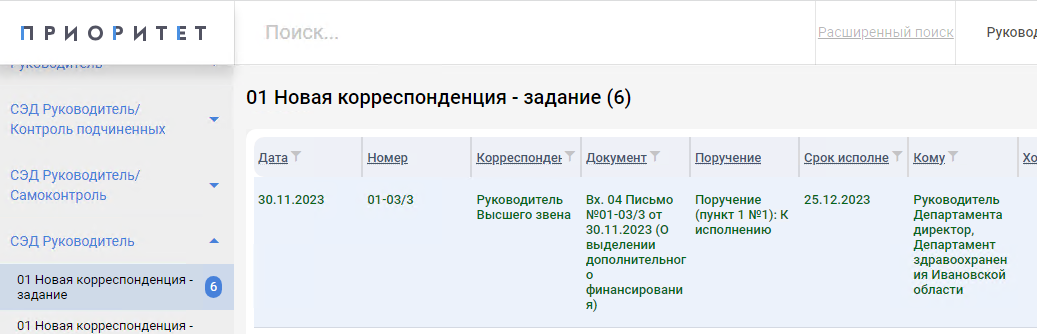 ПРИОРИТЕТ
Поиск...
Расширенный поиск
Руковод
Руководитель
СЭД Руководитель/
Контроль подчиненных
СЭД Руководитель/
Самоконтроль
СЭД Руководитель
01 Новая корреспонденция -
задание
6
01 Новая корреспонденция -
01 Новая корреспонденция - задание (6)
Дата
Номер
Корреспонден
Документ
Поручение
Срок исполне
Кому
Хо
30.11.2023
01-03/3
Руководитель
Высшего звена
Вх. 04 Письмо
№01-03/3 от
30.11.2023 (О
выделении
дополнительног
о
финансировани
я)
Поручение
(пункт 1 №1): К
исполнению
25.12.2023
Руководитель
Департамента
директор,
Департамент
здравоохранен
ия Ивановской
области